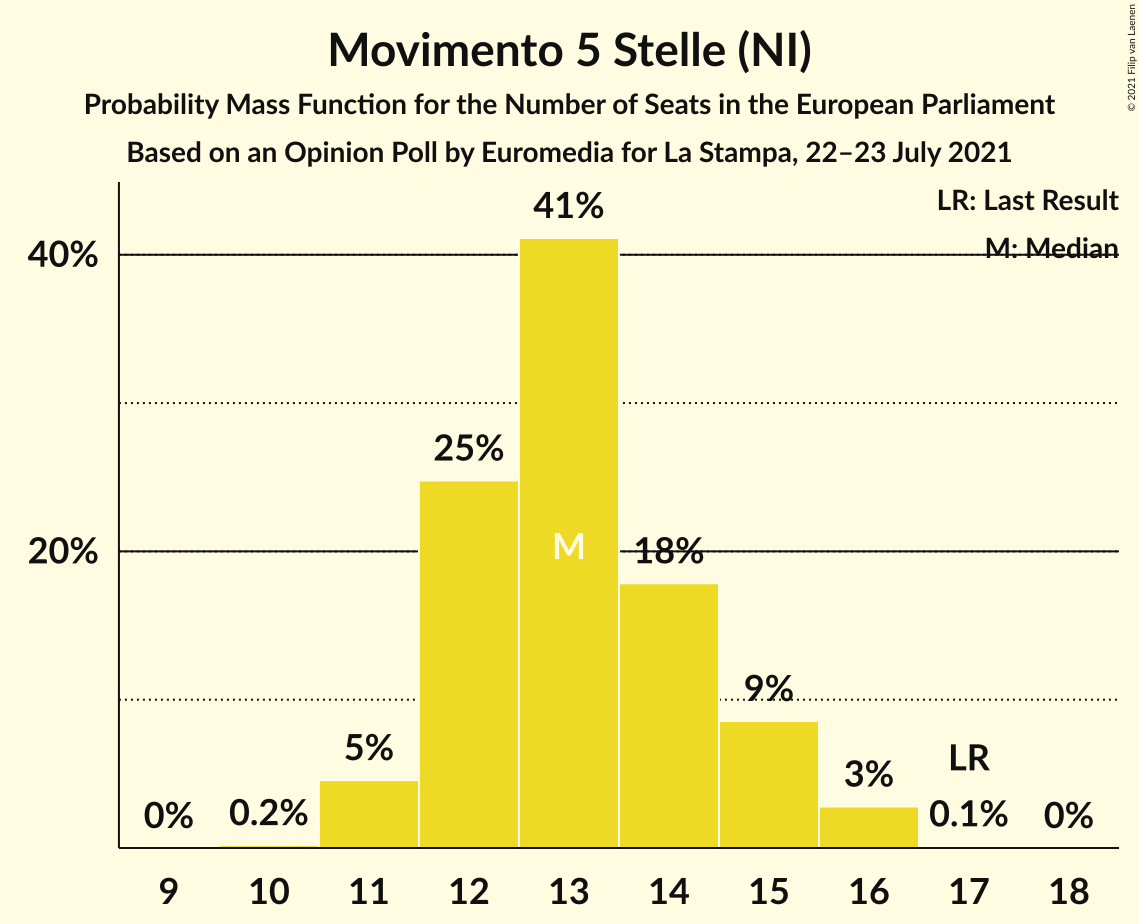 Movimento 5 Stelle (NI)
Probability Mass Function for the Number of Seats in the European Parliament
Based on an Opinion Poll by Euromedia for La Stampa, 22–23 July 2021
© 2021 Filip van Laenen
LR: Last Result
M: Median
41%
40%
25%
M
20%
18%
9%
5%
3%
LR
0%
0.2%
0.1%
0%
9 10 11 12 13 14 15 16 17 18